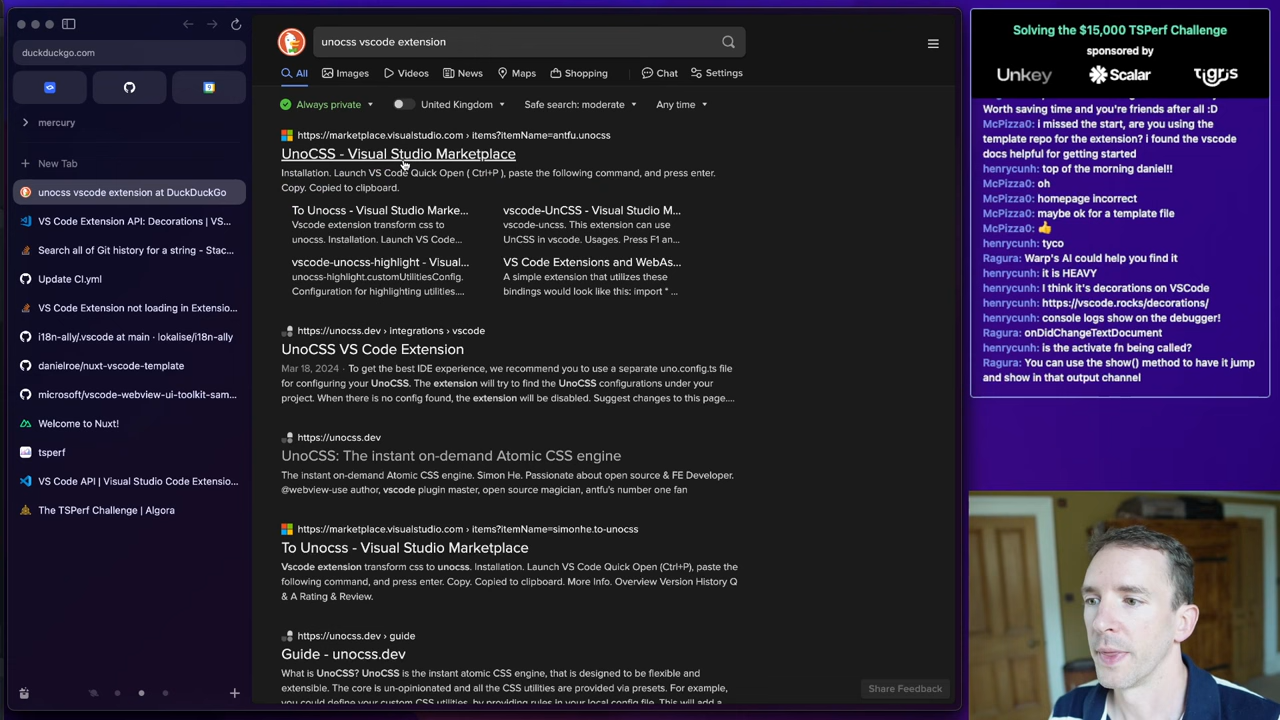 duckduckgo.com
mercury
New Tab
unocss vscode extension at DuckDuckGo
VS Code Extension API: Decorations | VS...
Search all of Git history for a string - Stac...
Update CI.yml
VS Code Extension not loading in Extensio...
i18n-ally/.vscode at main · lokalise/i18n-ally
danielroe/nuxt-vscode-template
microsoft/vscode-webview-ui-toolkit-sam...
Welcome to Nuxt!
tsperf
VS Code API | Visual Studio Code Extensio...
The TSPerf Challenge | Algora
unocss vscode extension
All
Images
Videos
News
Maps
Shopping
Chat
Settings
Always private
United Kingdom
Safe search: moderate
Any time
https://marketplace.visualstudio.com › items?itemName=antfu.unocss
UnoCSS - Visual Studio Marketplace
Installation. Launch VS Code Quick Open ( Ctrl+P ), paste the following command, and press enter.
Copy. Copied to clipboard.
To Unocss - Visual Studio Marke...
Vscode extension transform css to
unocss. Installation. Launch VS Code...
vscode-UnCSS - Visual Studio M...
vscode-uncss. This extension can use
UnCSS in vscode. Usages. Press F1 an...
vscode-unocss-highlight - Visual...
unocss-highlight.customUtilitiesConfig.
Configuration for highlighting utilities....
VS Code Extensions and WebAs...
A simple extension that utilizes these
bindings would look like this: import * ...
https://unocss.dev › integrations › vscode
UnoCSS VS Code Extension
Mar 18, 2024 · To get the best IDE experience, we recommend you to use a separate uno.config.ts file
for configuring your UnoCSS. The extension will try to find the UnoCSS configurations under your
project. When there is no config found, the extension will be disabled. Suggest changes to this page....
https://unocss.dev
UnoCSS: The instant on-demand Atomic CSS engine
The instant on-demand Atomic CSS engine. Simon He. Passionate about open source & FE Developer.
@webview-use author, vscode plugin master, open source magician, antfu's number one fan
https://marketplace.visualstudio.com › items?itemName=simonhe.to-unocss
To Unocss - Visual Studio Marketplace
Vscode extension transform css to unocss. Installation. Launch VS Code Quick Open (Ctrl+P), paste the
following command, and press enter. Copy. Copied to clipboard. More Info. Overview Version History Q
& A Rating & Review.
https://unocss.dev › guide
Guide - unocss.dev
What is UnoCSS? UnoCSS is the instant atomic CSS engine, that is designed to be flexible and
extensible. The core is un-opinionated and all the CSS utilities are provided via presets. For example,
you could define your custom CSS utilities, by providing rules in your local config file. This will add a
Share Feedback
Solving the $15,000 TSPerf Challenge
sponsored by
Unkey
Scalar
tigris
Worth saving time and you're friends after all :D
McPizza0: i missed the start, are you using the
template for the extension? i found the vscode
docs helpful for getting started
McPizza0: top of the morning daniel!!
McPizza0: oh
McPizza0: homepage incorrect
McPizza0: maybe ok for a template file
McPizza0: 👍
henrycunh: tyco
Ragura: Warp's AI could help you find it
henrycunh: it is HEAVY
henrycunh: I think it's decorations on VSCode
henrycunh: https://vscode.rocks/decorations/
henrycunh: console logs show on the debugger!
Ragura: onDidChangeTextDocument
henrycunh: is the activate fn being called?
Ragura: You can use the show() method to have it jump
and show in that output channel